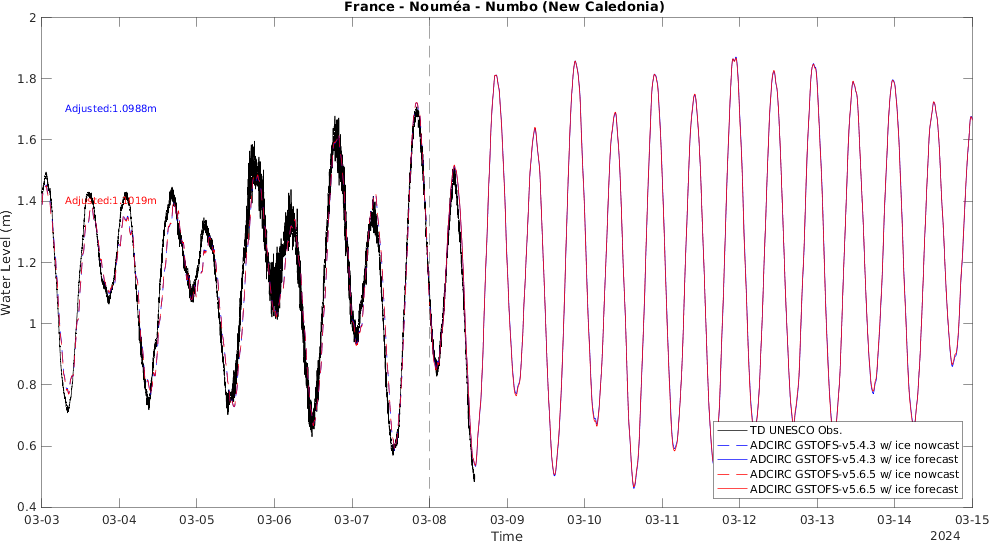 France - Nouméa - Numbo (New Caledonia)
2
1.8
1.6
1.4
1.2
1
0.8
0.6
0.4
Water Level (m)
Adjusted:1.0988m
TD UNESCO Obs.
ADCIRC GSTOFS-v5.4.3 w/ ice nowcast
ADCIRC GSTOFS-v5.4.3 w/ ice forecast
ADCIRC GSTOFS-v5.6.5 w/ ice nowcast
ADCIRC GSTOFS-v5.6.5 w/ ice forecast
03-03 03-04 03-05 03-06 03-07 03-08 03-09 03-10 03-11 03-12 03-13 03-14 03-15
Time
2024